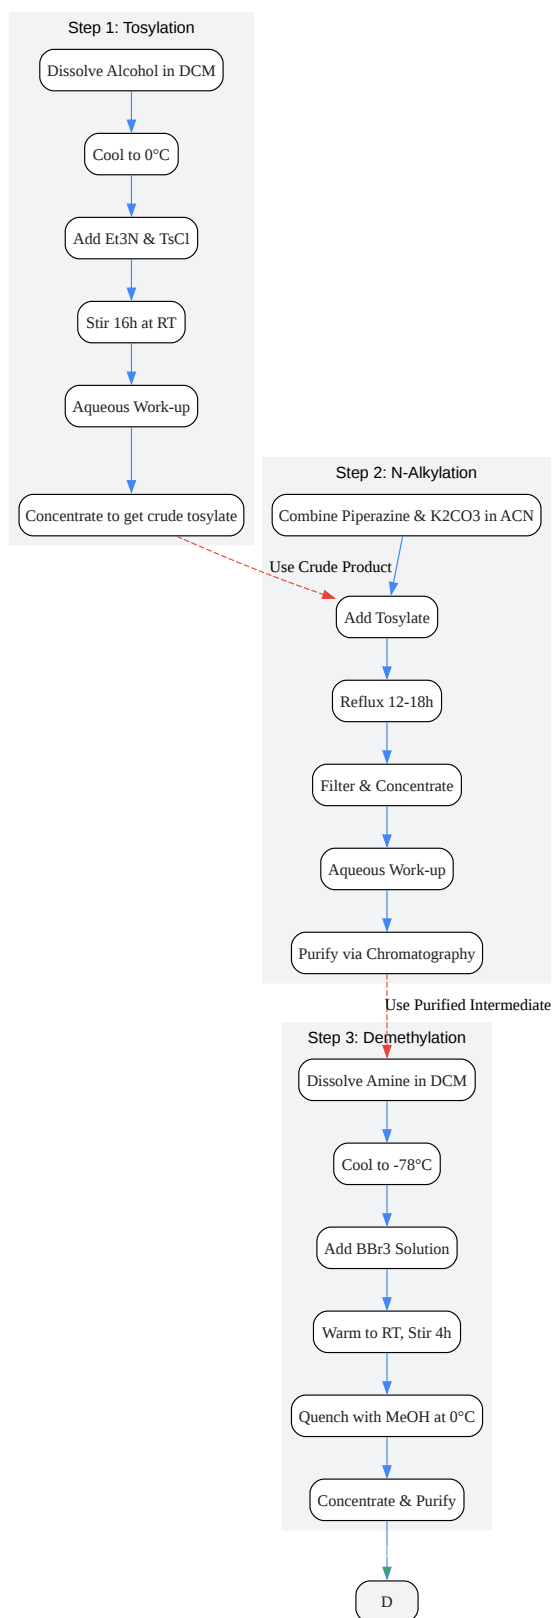 Step 1: Tosylation
Dissolve Alcohol in DCM
Cool to 0°C
Add Et3N & TsCl
Stir 16h at RT
Aqueous Work-up
Concentrate to get crude tosylate
Step 2: N-Alkylation
Combine Piperazine & K2CO3 in ACN
Use Crude Product
Add Tosylate
Reflux 12-18h
Filter & Concentrate
Aqueous Work-up
Purify via Chromatography
Use Purified Intermediate
Step 3: Demethylation
Dissolve Amine in DCM
Cool to -78°C
Add BBr3 Solution
Warm to RT, Stir 4h
Quench with MeOH at 0°C
Concentrate & Purify
D